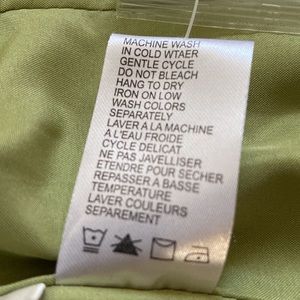 MACHINE WASH
IN COLD WTAER
GENTLE CYCLE
DO NOT BLEACH
HANG TO DRY
IRON ON LOW
WASH COLORS
SEPARATELY
LAVER A LA MACHINE
A L'EAU FROIDE
CYCLE DELICAT
NE PAS JAVELLISER
ETENDRE POUR SECHER
REPASSER A BASSE
TEMPERATURE
LAVER COULEURS
SEPAREMENT